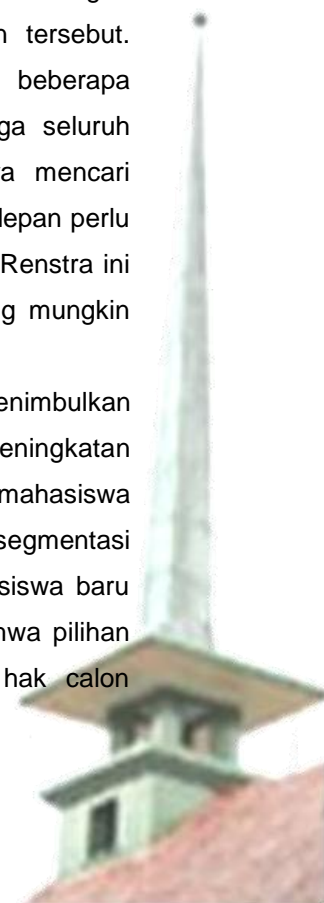 n tersebut.
beberapa
ga seluruh
a mencari
depan perlu
Renstra ini
g mungkin
enimbulkan
eningkatan
mahasiswa
segmentasi
siswa baru
hwa pilihan
hak calon